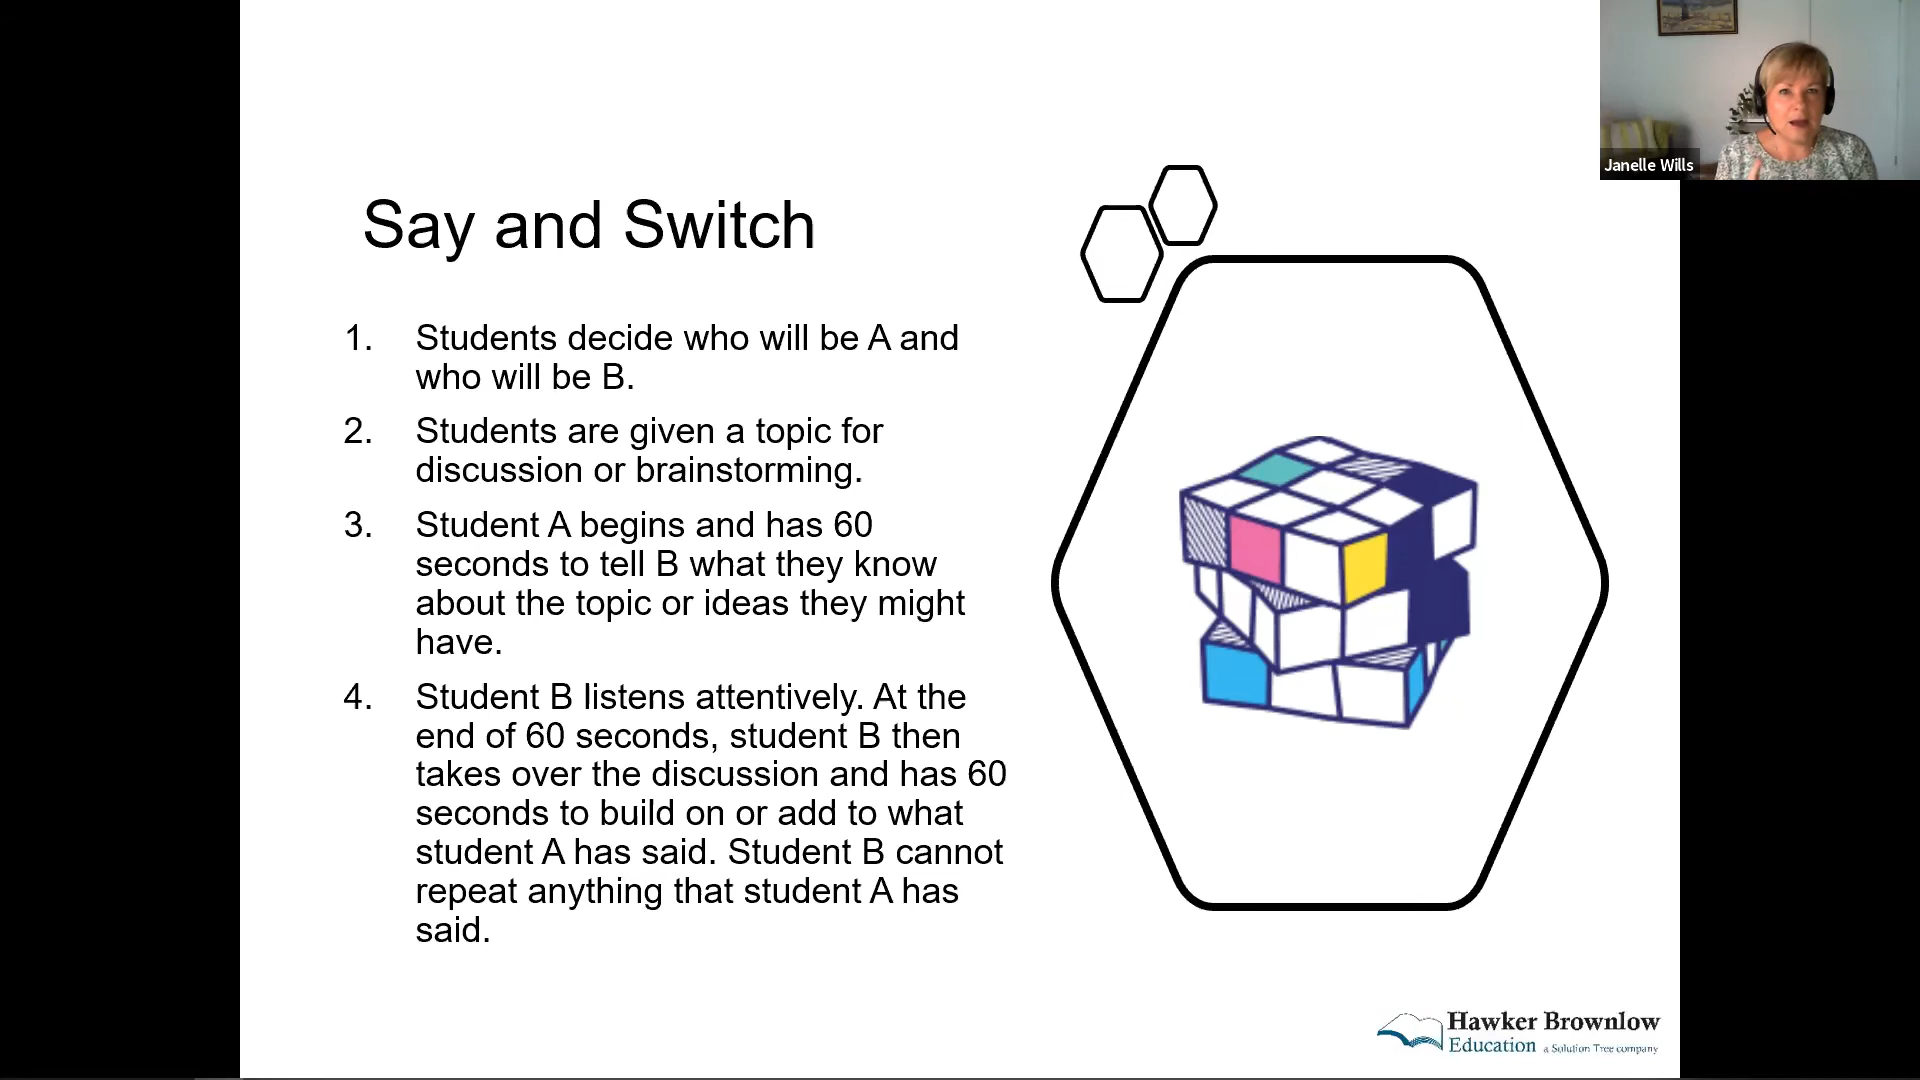 Janelle Wills
Say and Switch
1. Students decide who will be A and
who will be B.
2. Students are given a topic for
discussion or brainstorming.
3. Student A begins and has 60
seconds to tell B what they know
about the topic or ideas they might
have.
4. Student B listens attentively. At the
end of 60 seconds, student B then
takes over the discussion and has 60
seconds to build on or add to what
student A has said. Student B cannot
repeat anything that student A has
said.
Hawker Brownlow
Education a Solution Tree company